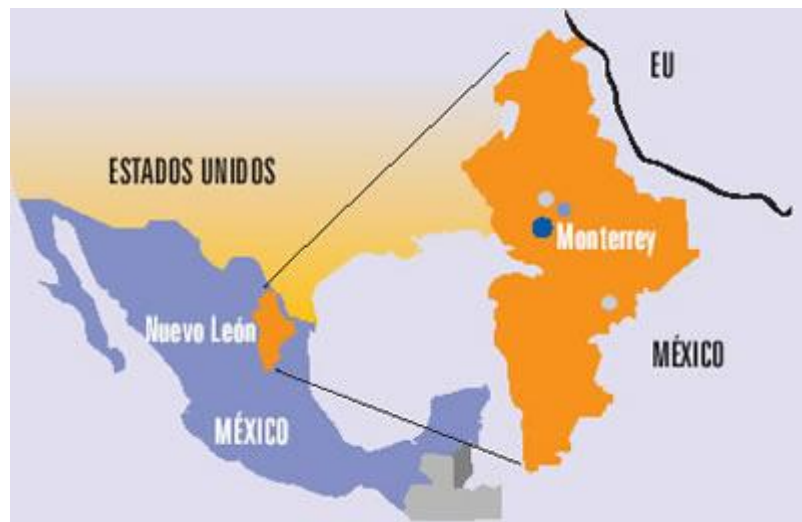 EU
ESTADOS UNIDOS
Monterrey
Nuevo León
MÉXICO
MÉXICO